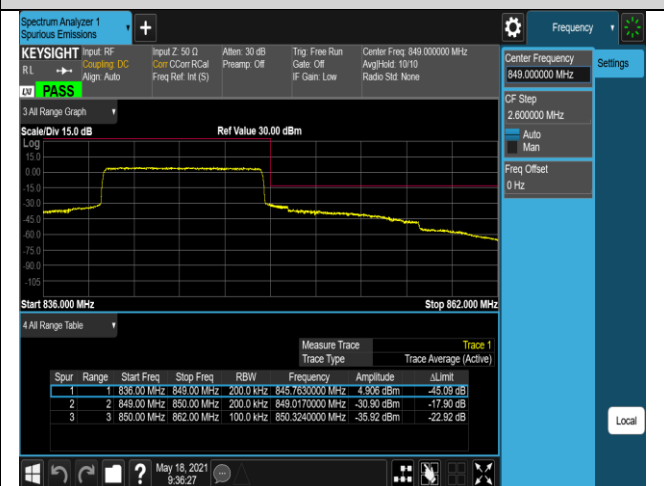 Spectrum Analyzer 1
Spurious Emissions
Frequency
KEYSIGHT
RL
PASS
Input: RF
Coupling: DC
Align: Auto
Input Z: 50 Ω
Corr CCorr RCal
Freq Ref: Int (S)
Atten: 30 dB
Preamp: Off
Trig: Free Run
Gate: Off
IF Gain: Low
Center Freq: 849.000000 MHz
Avg|Hold: 10/10
Radio Std: None
Center Frequency
849.000000 MHz
Settings
CF Step
2.600000 MHz
Auto
Man
Freq Offset
0 Hz
3 All Range Graph
Scale/Div 15.0 dB
Ref Value 30.00 dBm
Log
15.0
0.00
-15.0
-30.0
-45.0
-60.0
-75.0
-90.0
-105
Start 836.000 MHz
Stop 862.000 MHz
4 All Range Table
Measure Trace Trace 1
Trace Type Trace Average (Active)
Spur Range Start Freq Stop Freq RBW Frequency Amplitude ΔLimit
1 1 836.00 MHz 849.00 MHz 200.0 kHz 845.7630000 MHz 4.906 dBm -45.09 dB
2 2 849.00 MHz 850.00 MHz 200.0 kHz 849.0170000 MHz -30.90 dBm -17.90 dB
3 3 850.00 MHz 862.00 MHz 100.0 kHz 850.3240000 MHz -35.92 dBm -22.92 dB
Local
May 18, 2021
9:36:27